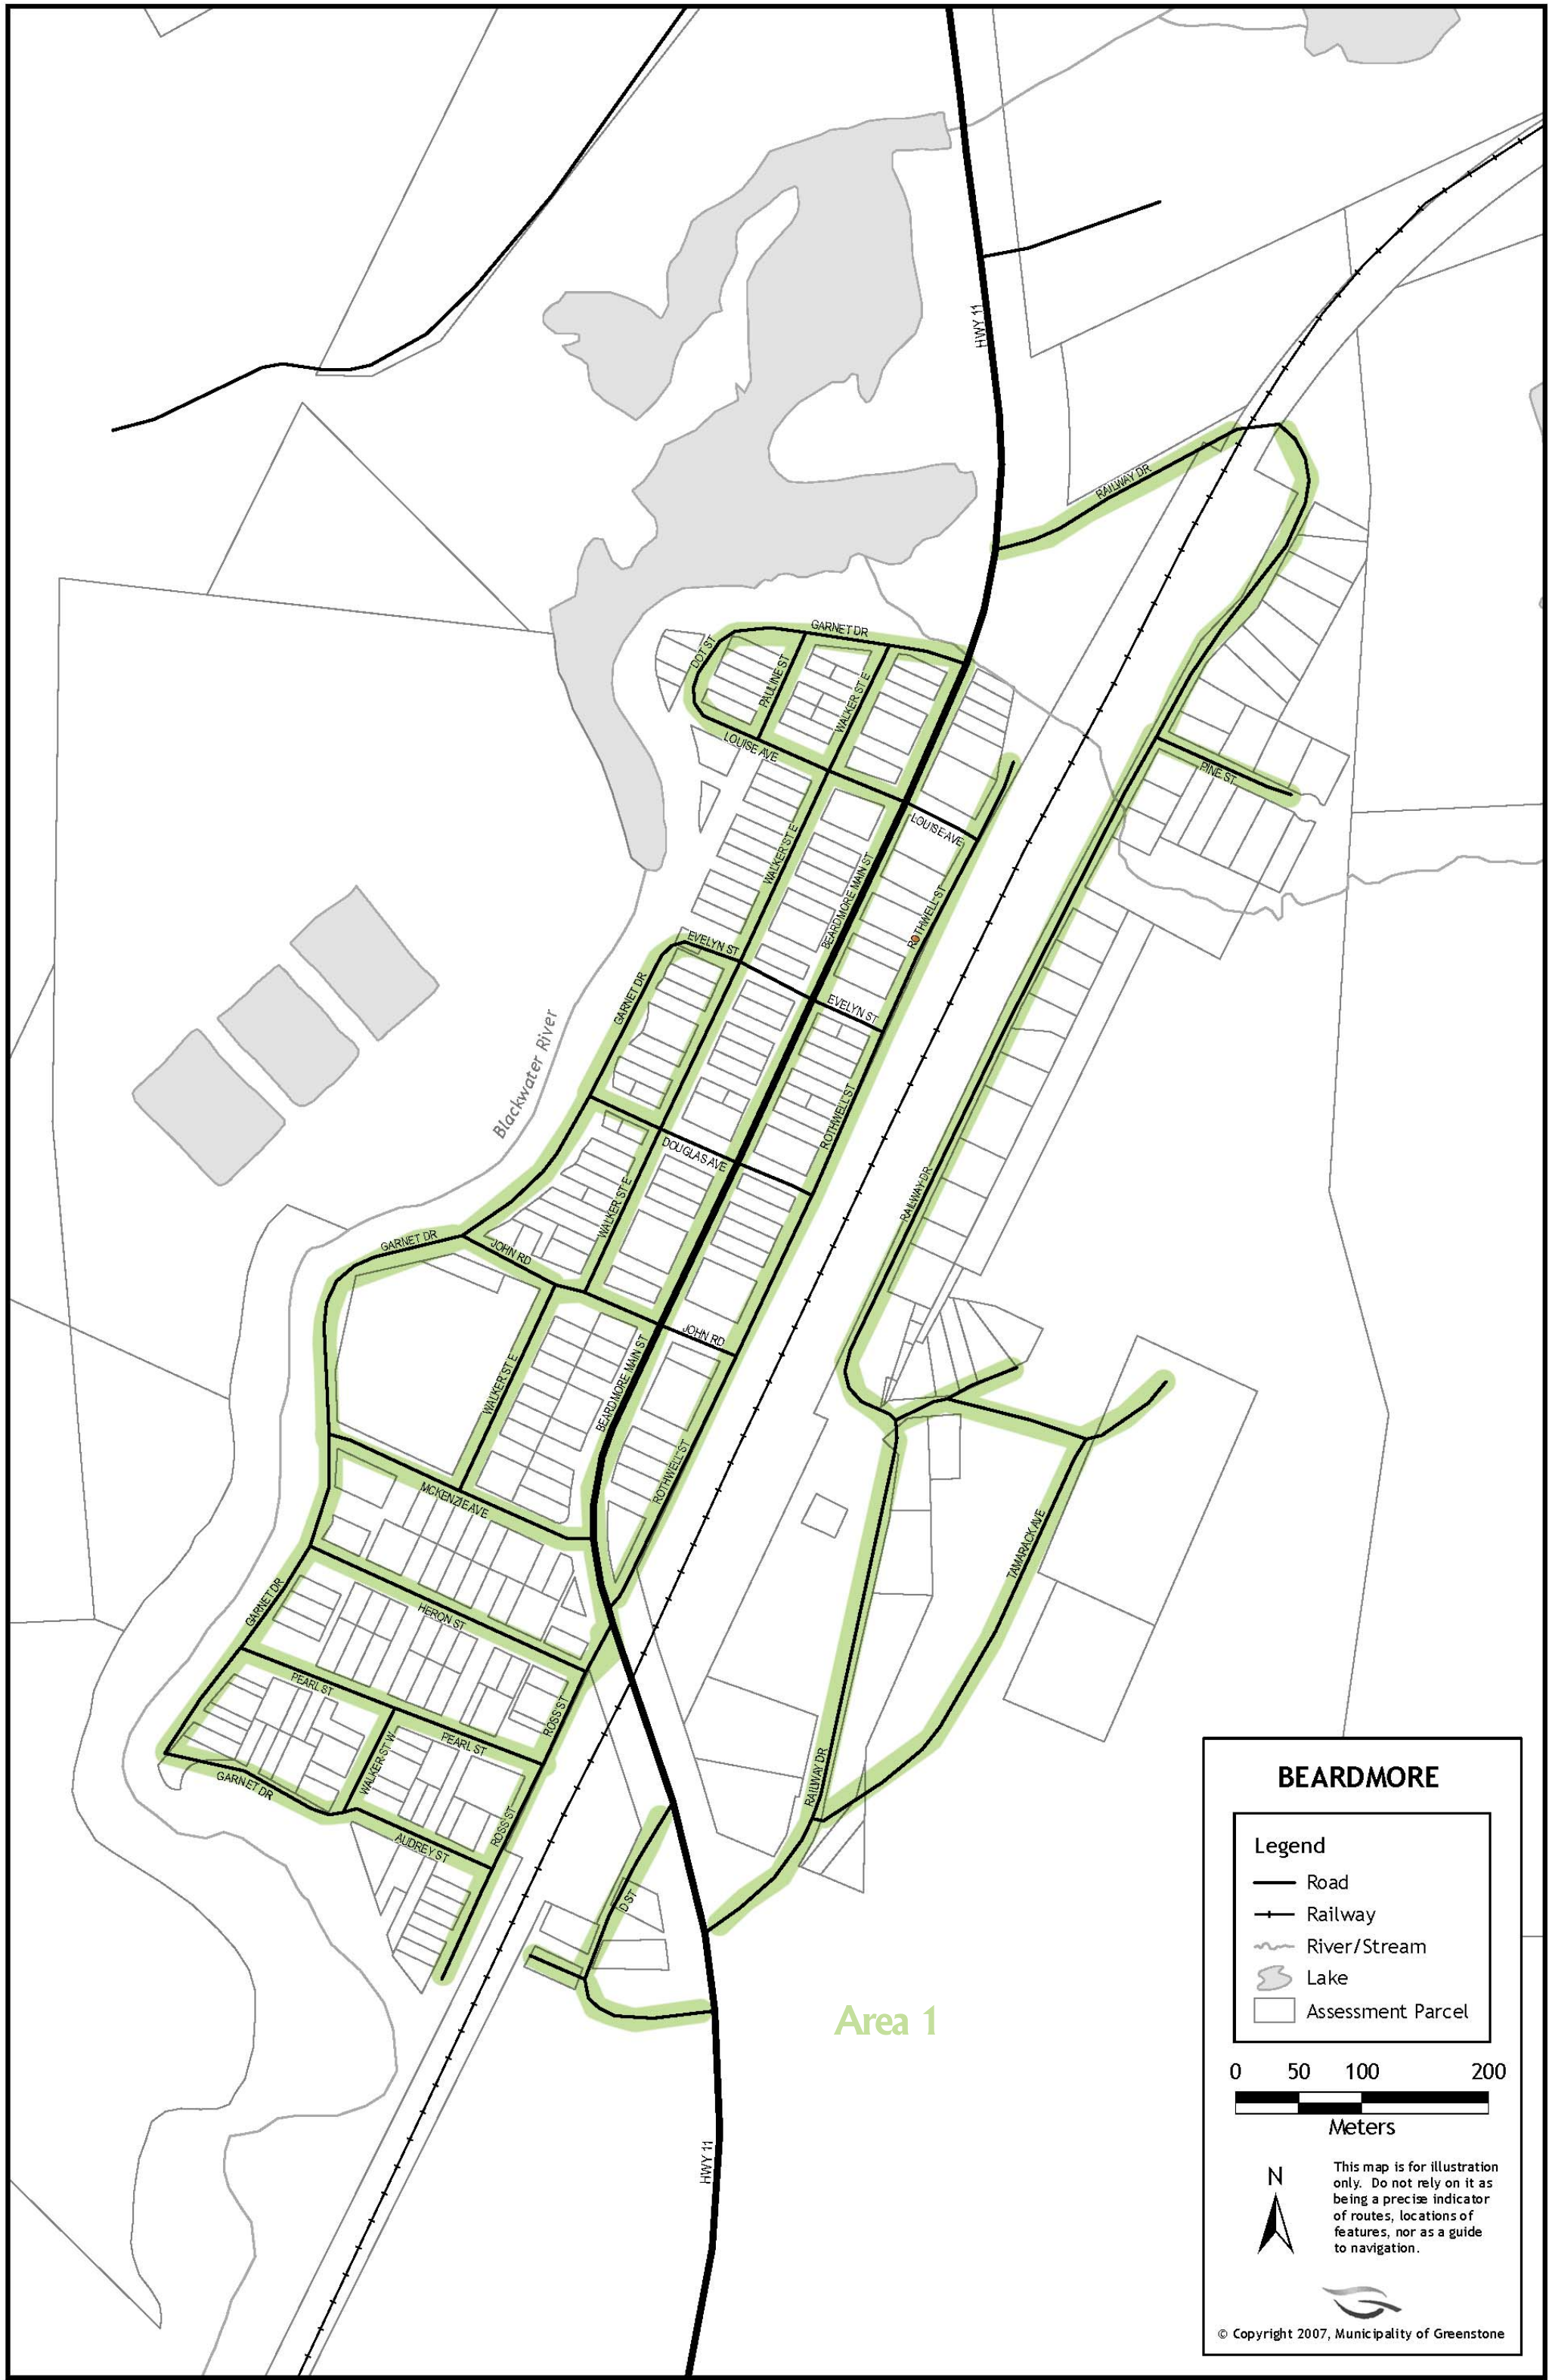 HWY 11
RAILWAY DR
GARNET DR
DOT ST
PAULINE ST
WALKER ST E
LOUISE AVE
PINE ST
LOUISE AVE
WALKER ST E
BEARDMORE MAIN ST
ROTHWELL ST
EVELYN ST
GARNET DR
EVELYN ST
Blackwater River
ROTHWELL ST
DOUGLAS AVE
WALKER ST E
RAILWAY DR
GARNET DR
JOHN RD
JOHN RD
WALKER ST E
BEARDMORE MAIN ST
ROTHWELL ST
MCKENZIE AVE
TAMARACK AVE
GARNET DR
HERON ST
PEARL ST
ROSS ST
PEARL ST
WALKER ST W
GARNET DR
RAILWAY DR
ROSS ST
AUDREY ST
D ST
Area 1
HWY 11
BEARDMORE
Legend
Road
Railway
River/Stream
Lake
Assessment Parcel
0 50 100 200
Meters
N
This map is for illustration
only. Do not rely on it as
being a precise indicator
of routes, locations of
features, nor as a guide
to navigation.
© Copyright 2007, Municipality of Greenstone